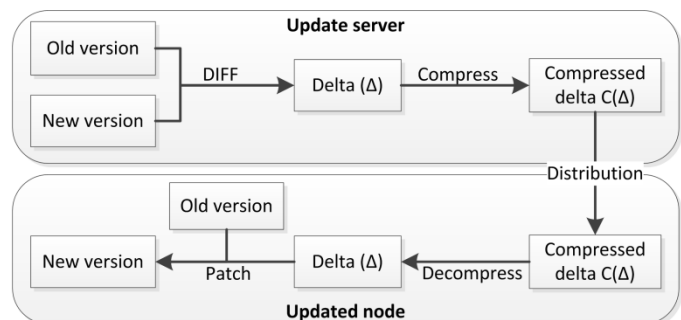 Update server
Old version
DIFF
Delta (Δ)
Compress
Compressed
delta C(Δ)
New version
Distribution
Old version
New version
Patch
Delta (Δ)
Decompress
Compressed
delta C(Δ)
Updated node